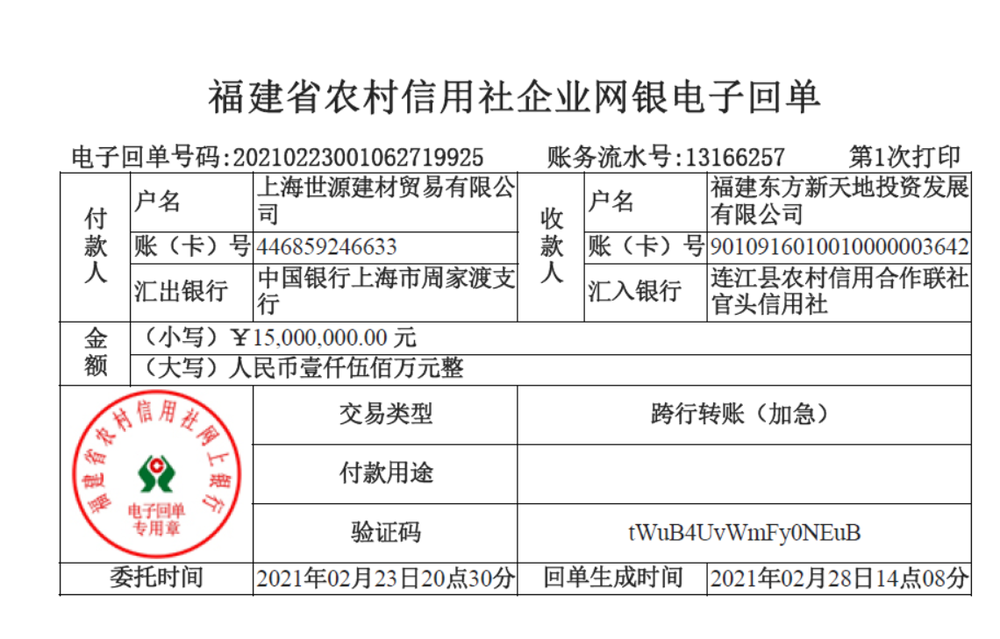 福建省农村信用社企业网银电子回单
电子回单号码:20210223001062719925 账务流水号:13166257 第1次打印
付款人
户名
上海世源建材贸易有限公
司
收款人
户名
福建东方新天地投资发展
有限公司
账（卡）号 446859246633
账（卡）号 9010916010010000003642
汇出银行
中国银行上海市周家渡支
行
汇入银行
连江县农村信用合作联社
官头信用社
金额
（小写）￥15,000,000.00 元
（大写）人民币壹仟伍佰万元整
福建省农村信用社网上银行
电子回单
专用章
交易类型 跨行转账（加急）
付款用途
验证码 tWuB4UvWmFy0NEuB
委托时间 2021年02月23日20点30分 回单生成时间 2021年02月28日14点08分